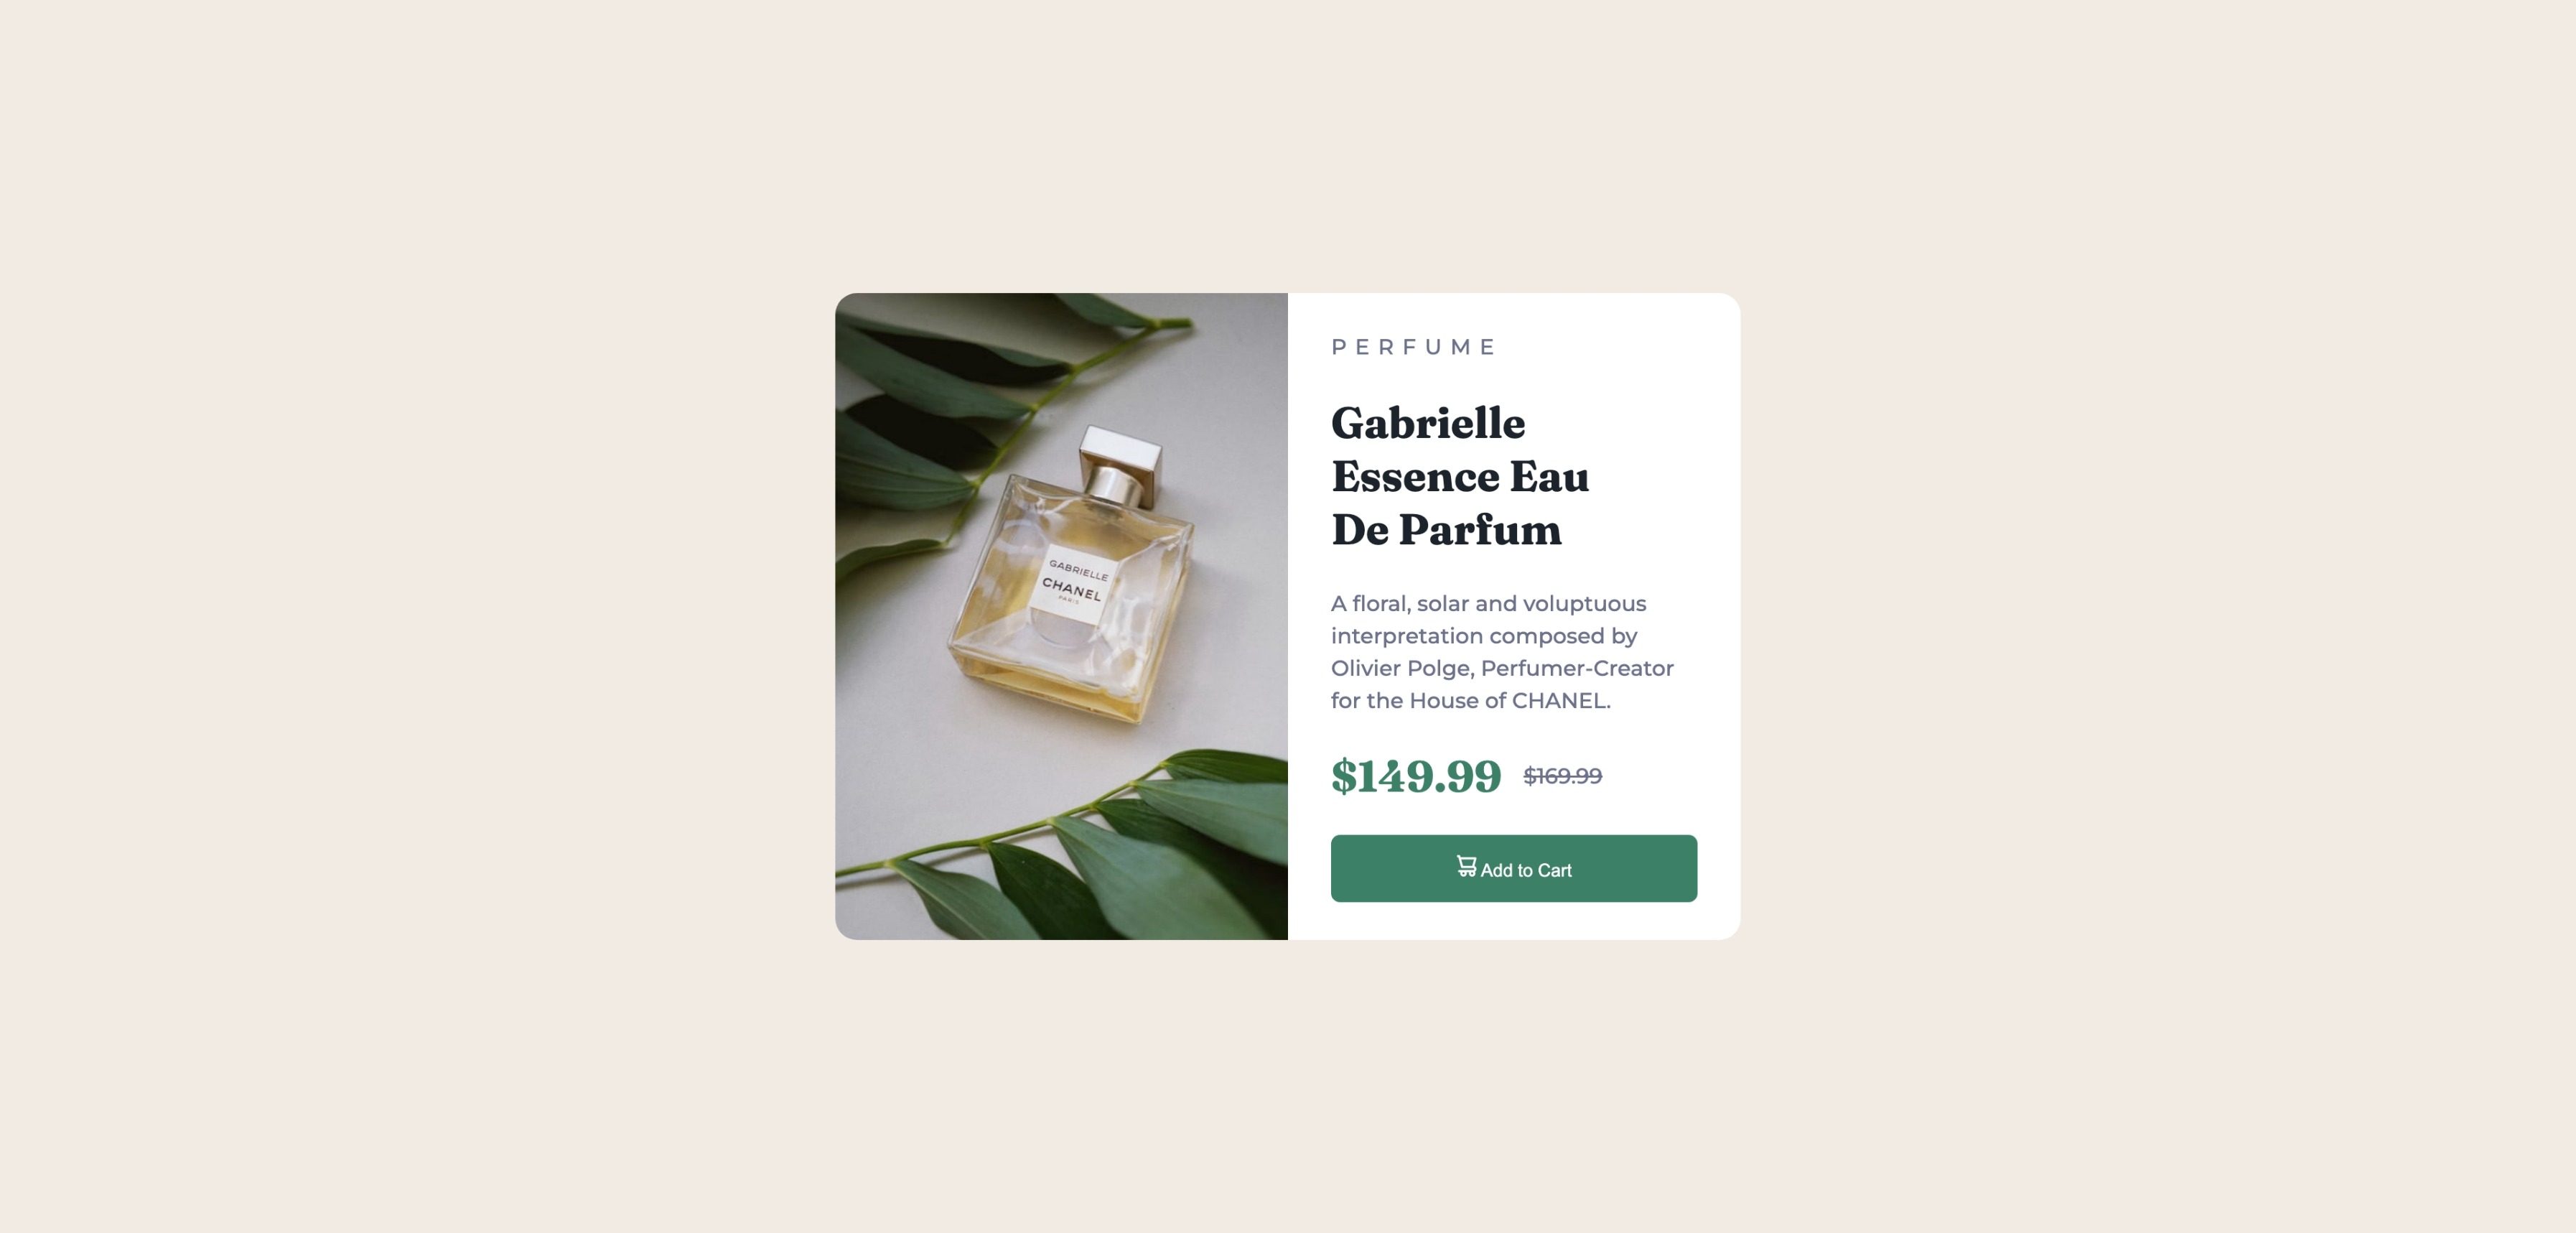 PERFUME
Gabrielle
Essence Eau
De Parfum
A floral, solar and voluptuous
interpretation composed by
Olivier Polge, Perfumer-Creator
for the House of CHANEL.
$149.99 $169.99
Add to Cart
GABRIELLE
CHANEL
PARIS